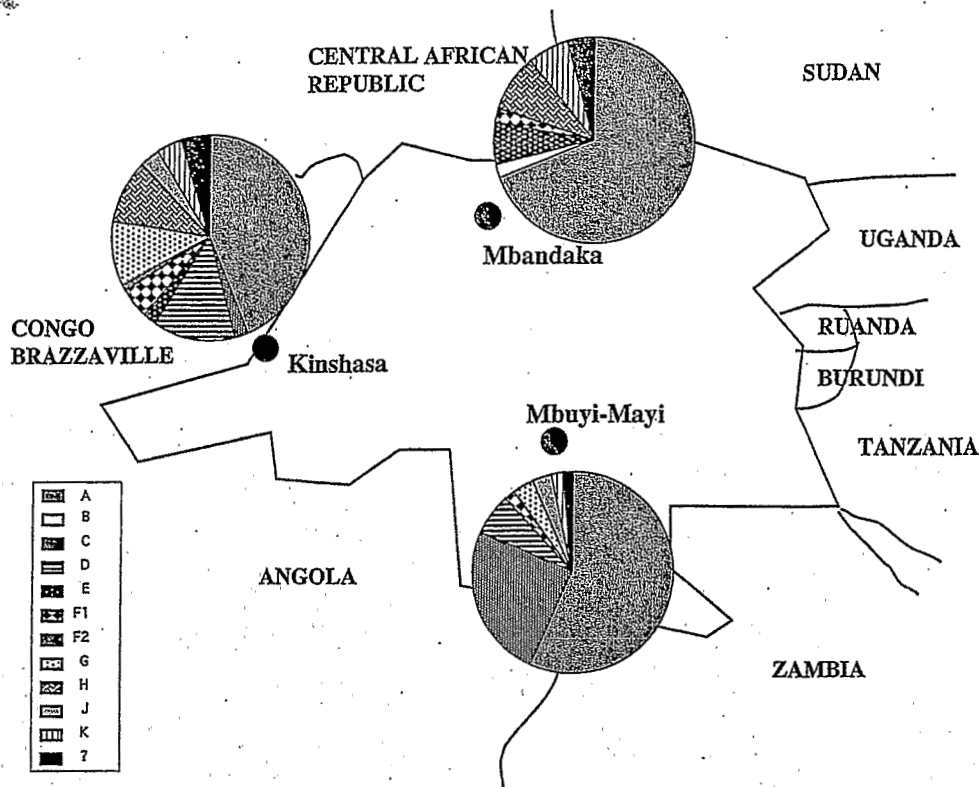 CENTRAL AFRICAN
REPUBLIC
SUDAN
Mbandaka
UGANDA
CONGO
BRAZZAVILLE
Kinshasa
RUANDA
BURUNDI
Mbuyi-Mayi
TANZANIA
ANGOLA
ZAMBIA
A
B
C
D
E
F1
F2
G
H
J
K
?